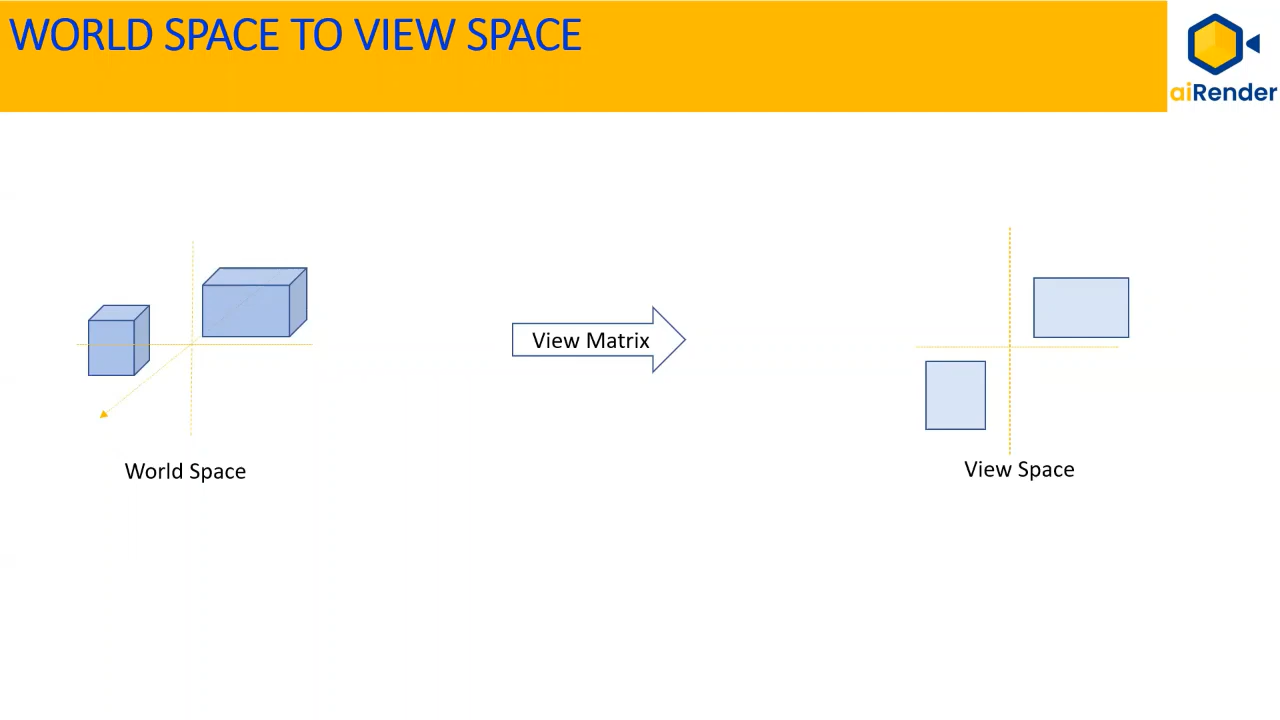 WORLD SPACE TO VIEW SPACE
aiRender
View Matrix
World Space
View Space